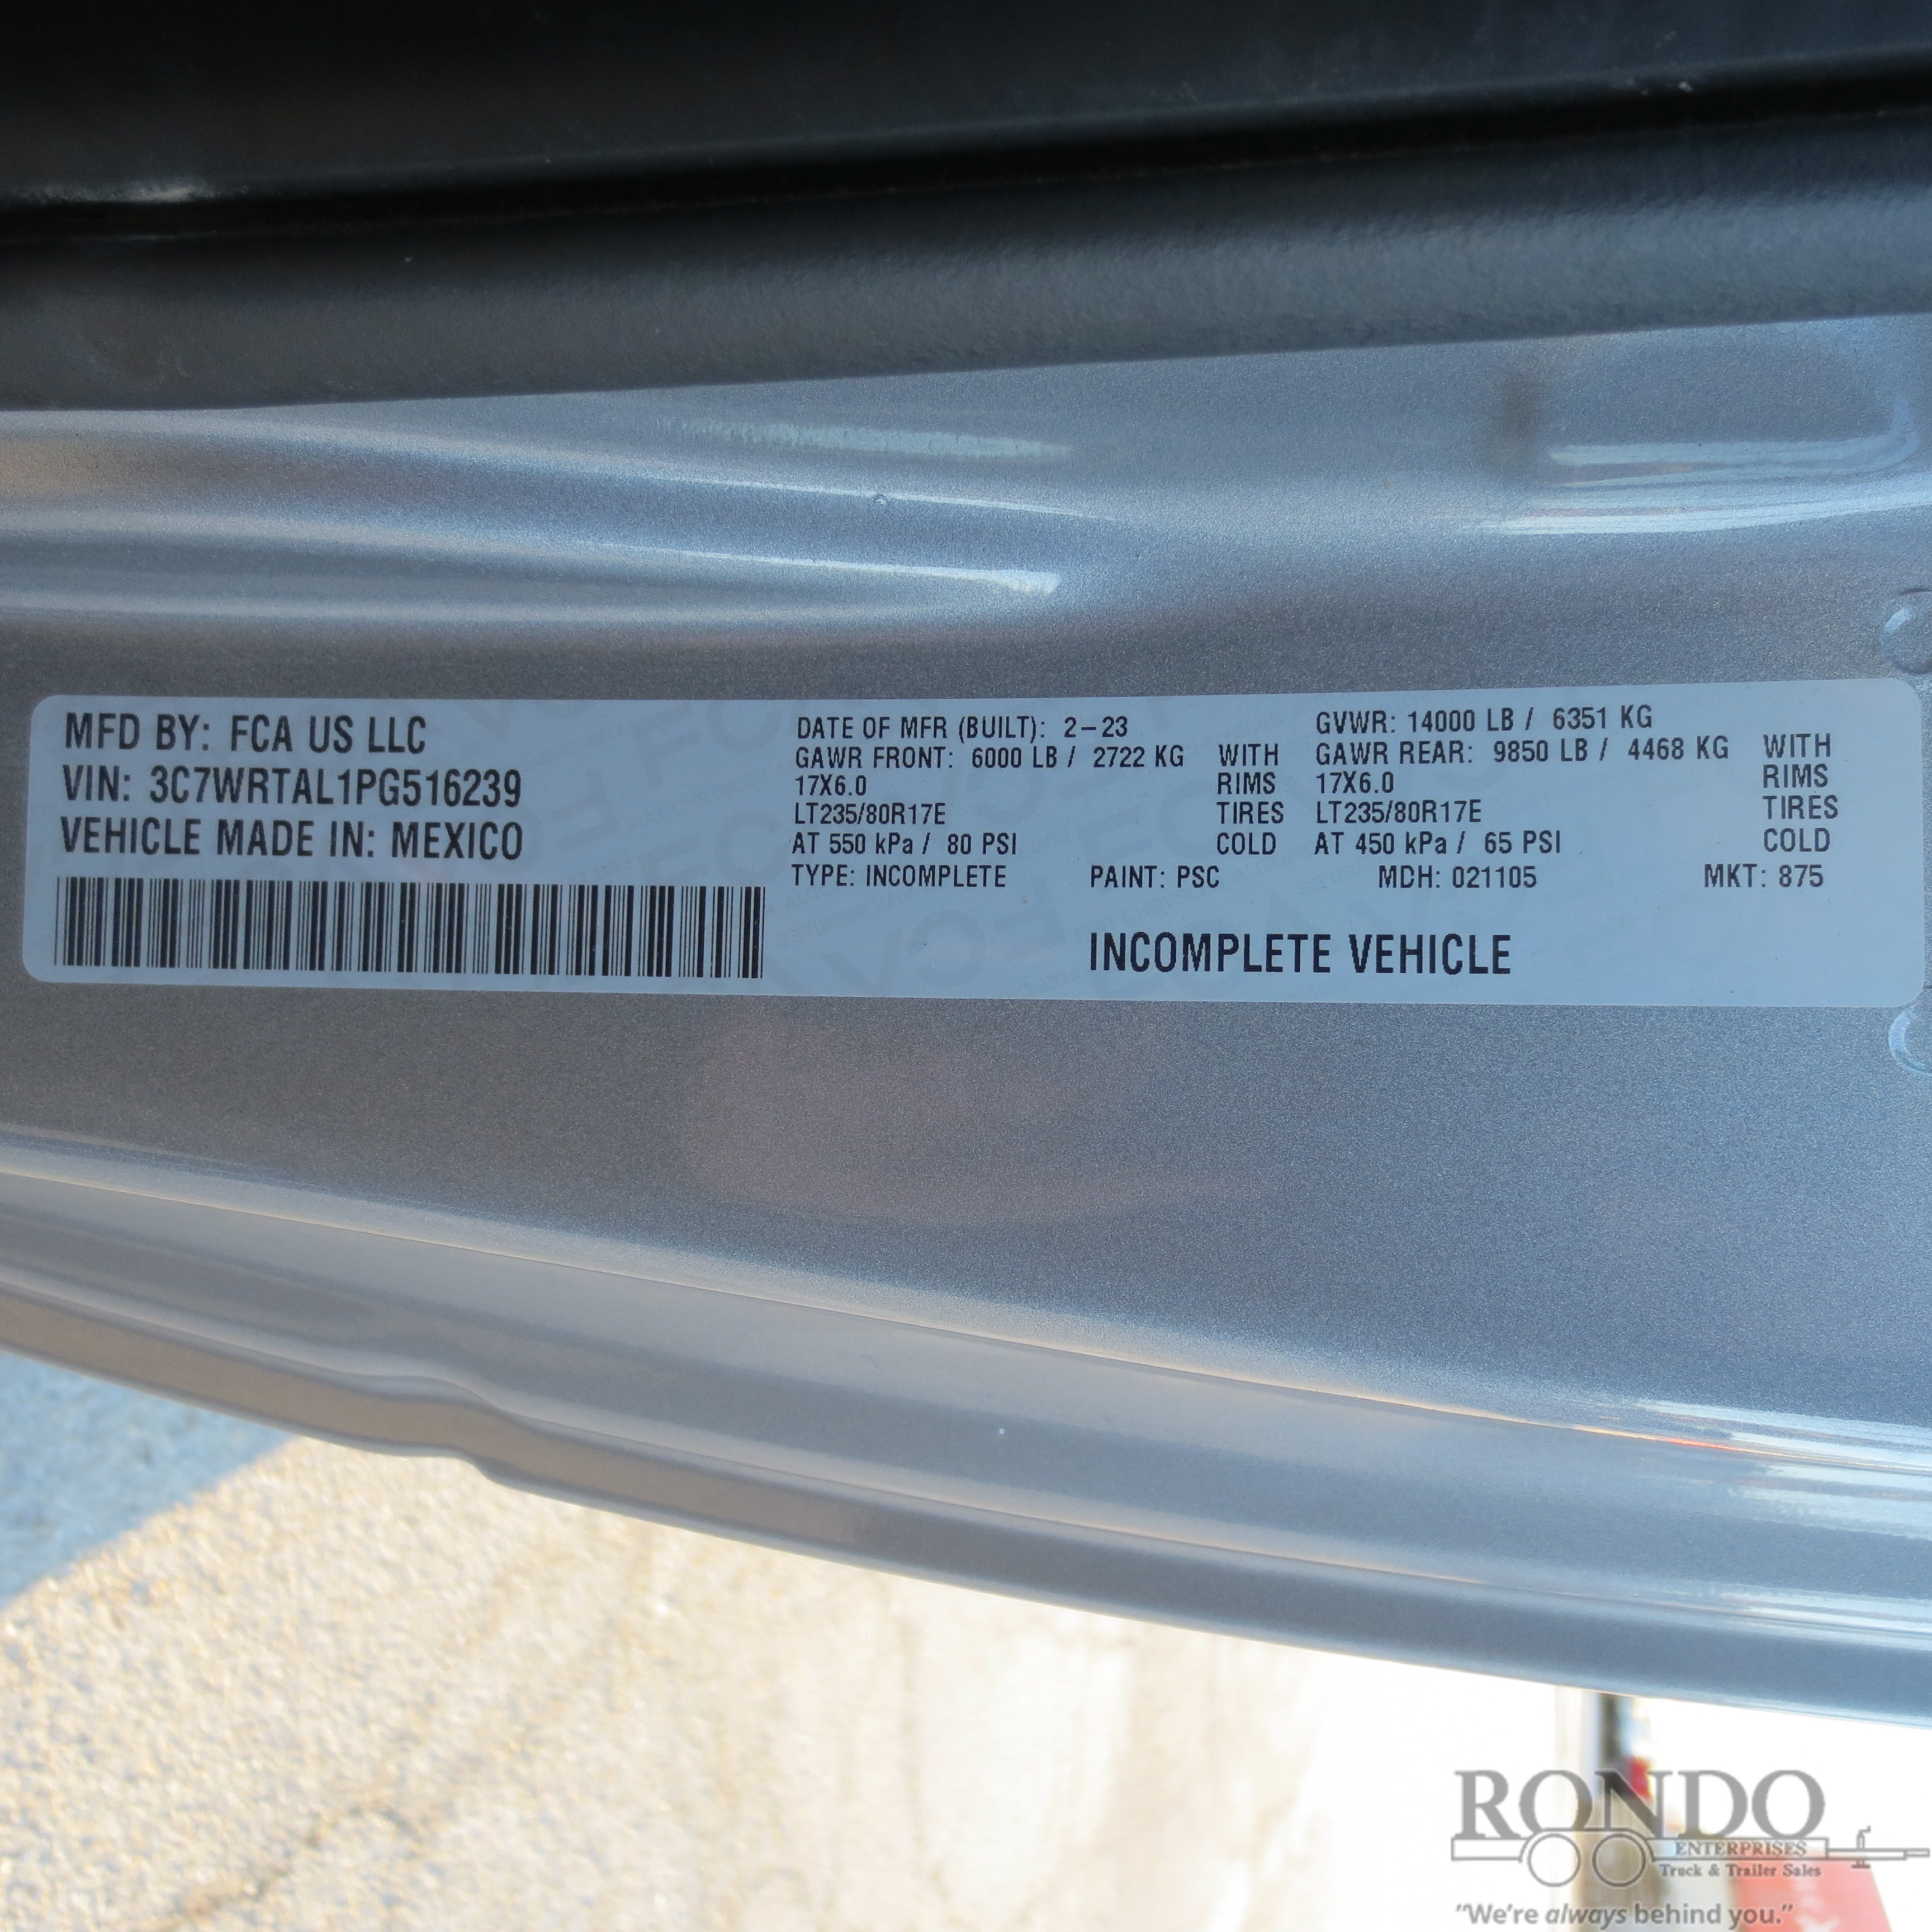 MFD BY: FCA US LLC
VIN: 3C7WRTAL1PG516239
VEHICLE MADE IN: MEXICO
DATE OF MFR (BUILT): 2-23
GAWR FRONT: 6000 LB / 2722 KG WITH
17X6.0 RIMS
LT235/80R17E TIRES
AT 550 kPa / 80 PSI COLD
GVWR: 14000 LB / 6351 KG
GAWR REAR: 9850 LB / 4468 KG WITH
17X6.0 RIMS
LT235/80R17E TIRES
AT 450 kPa / 65 PSI COLD
TYPE: INCOMPLETE PAINT: PSC MDH: 021105 MKT: 875
INCOMPLETE VEHICLE
RONDO
ENTERPRISES
Truck & Trailer Sales
"We're always behind you."